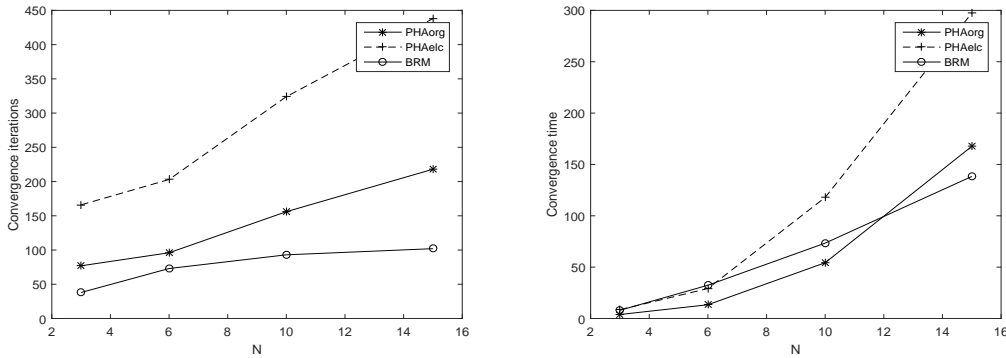 450
400
350
300
250
200
150
100
50
0
Convergence itierations
2 4 6 8 10 12 14 16
N
PHAorg
PHAelc
BRM
300
250
200
150
100
50
0
Convergence time
2 4 6 8 10 12 14 16
N
PHAorg
PHAelc
BRM